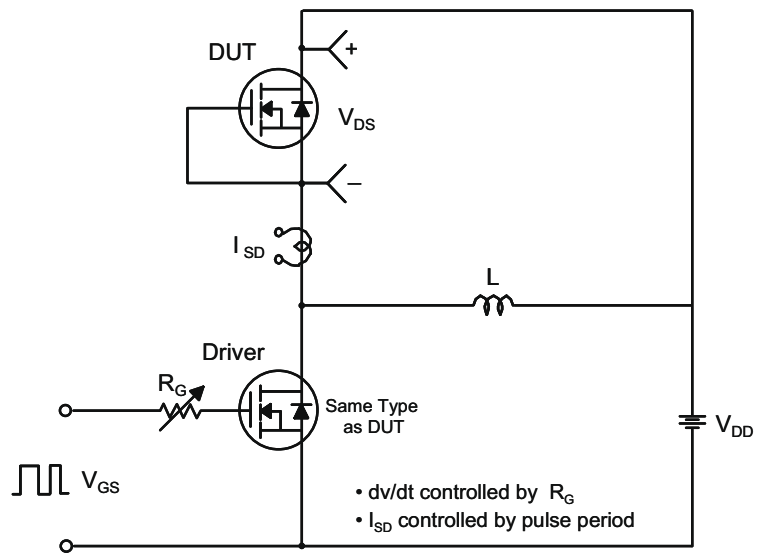 DUT
+
V_DS
–
I_SD
L
Driver
R_G
Same Type
as DUT
V_DD
V_GS
• dv/dt controlled by R_G
• I_SD controlled by pulse period